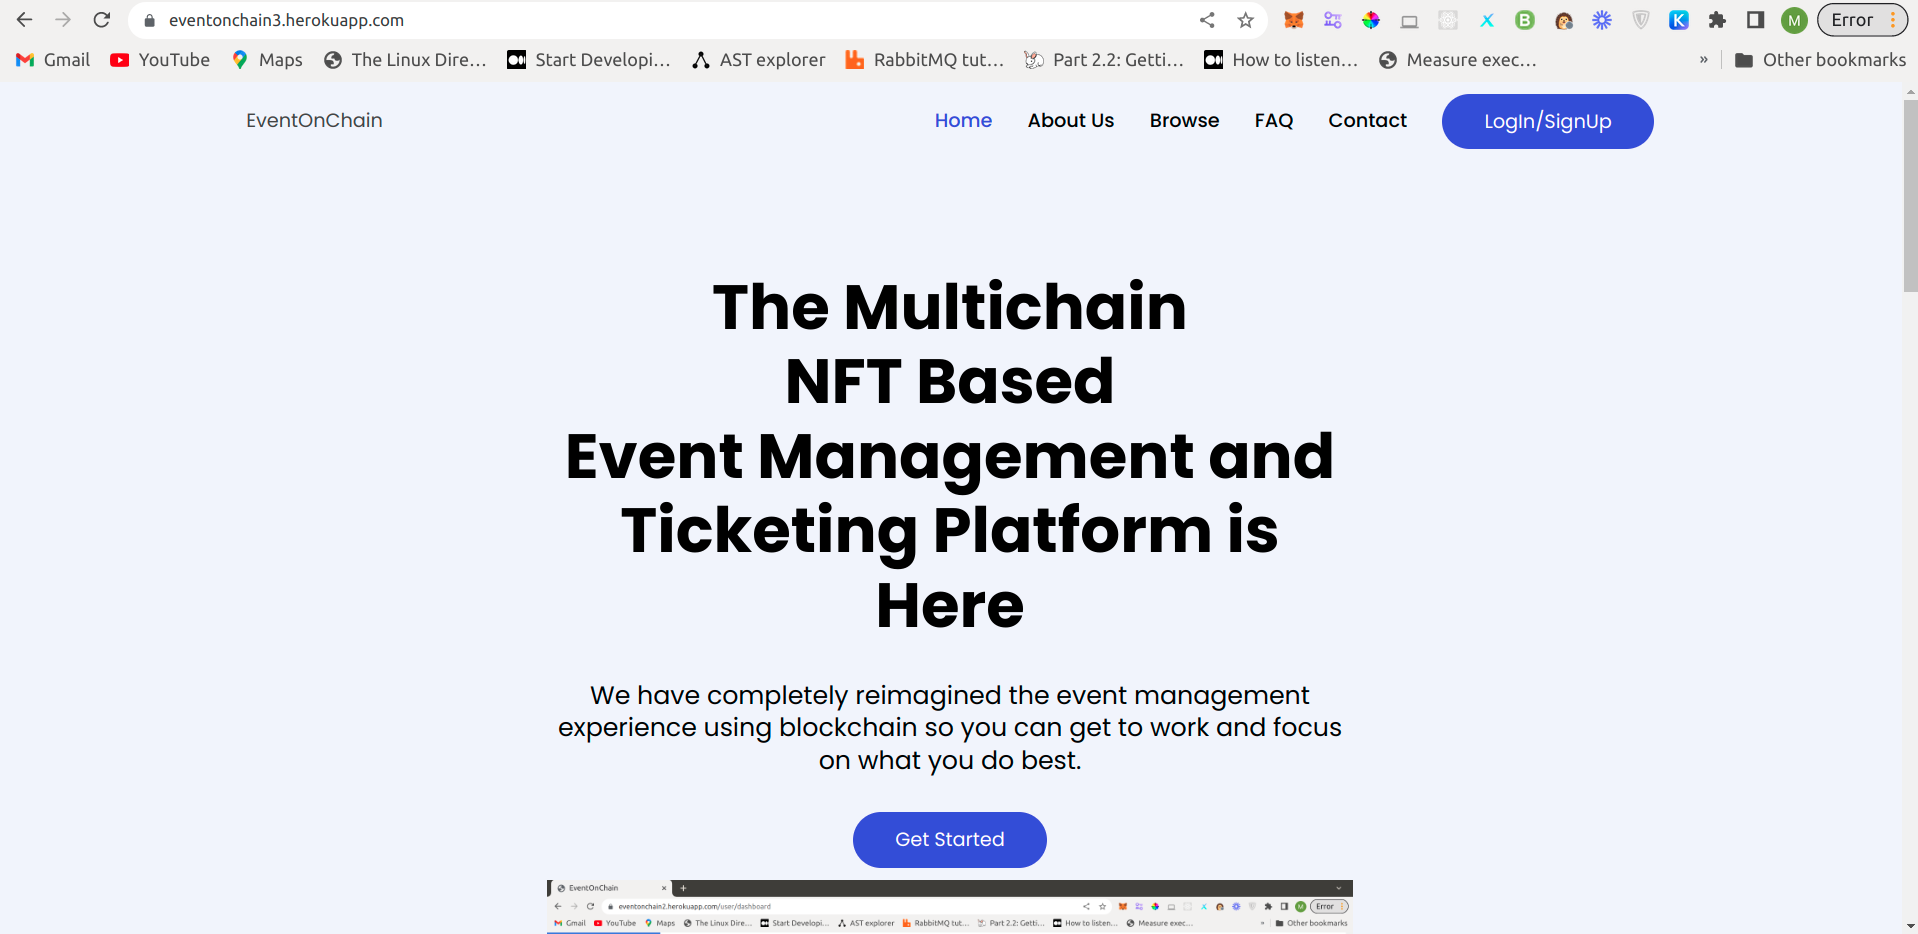 eventonchain3.herokuapp.com
M
Error
Gmail
YouTube
Maps
The Linux Dire…
Start Developi…
AST explorer
RabbitMQ tut…
Part 2.2: Getti…
How to listen…
Measure exec…
»
Other bookmarks
EventOnChain
Home
About Us
Browse
FAQ
Contact
LogIn/SignUp
The Multichain
NFT Based
Event Management and
Ticketing Platform is
Here
We have completely reimagined the event management
experience using blockchain so you can get to work and focus
on what you do best.
Get Started
EventOnChain
eventonchain2.herokuapp.com/user/dashboard
M
Error
Gmail
YouTube
Maps
The Linux Dire…
Start Developi…
AST explorer
RabbitMQ tut…
Part 2.2: Getti…
How to listen…
Measure exec…
»
Other bookmarks